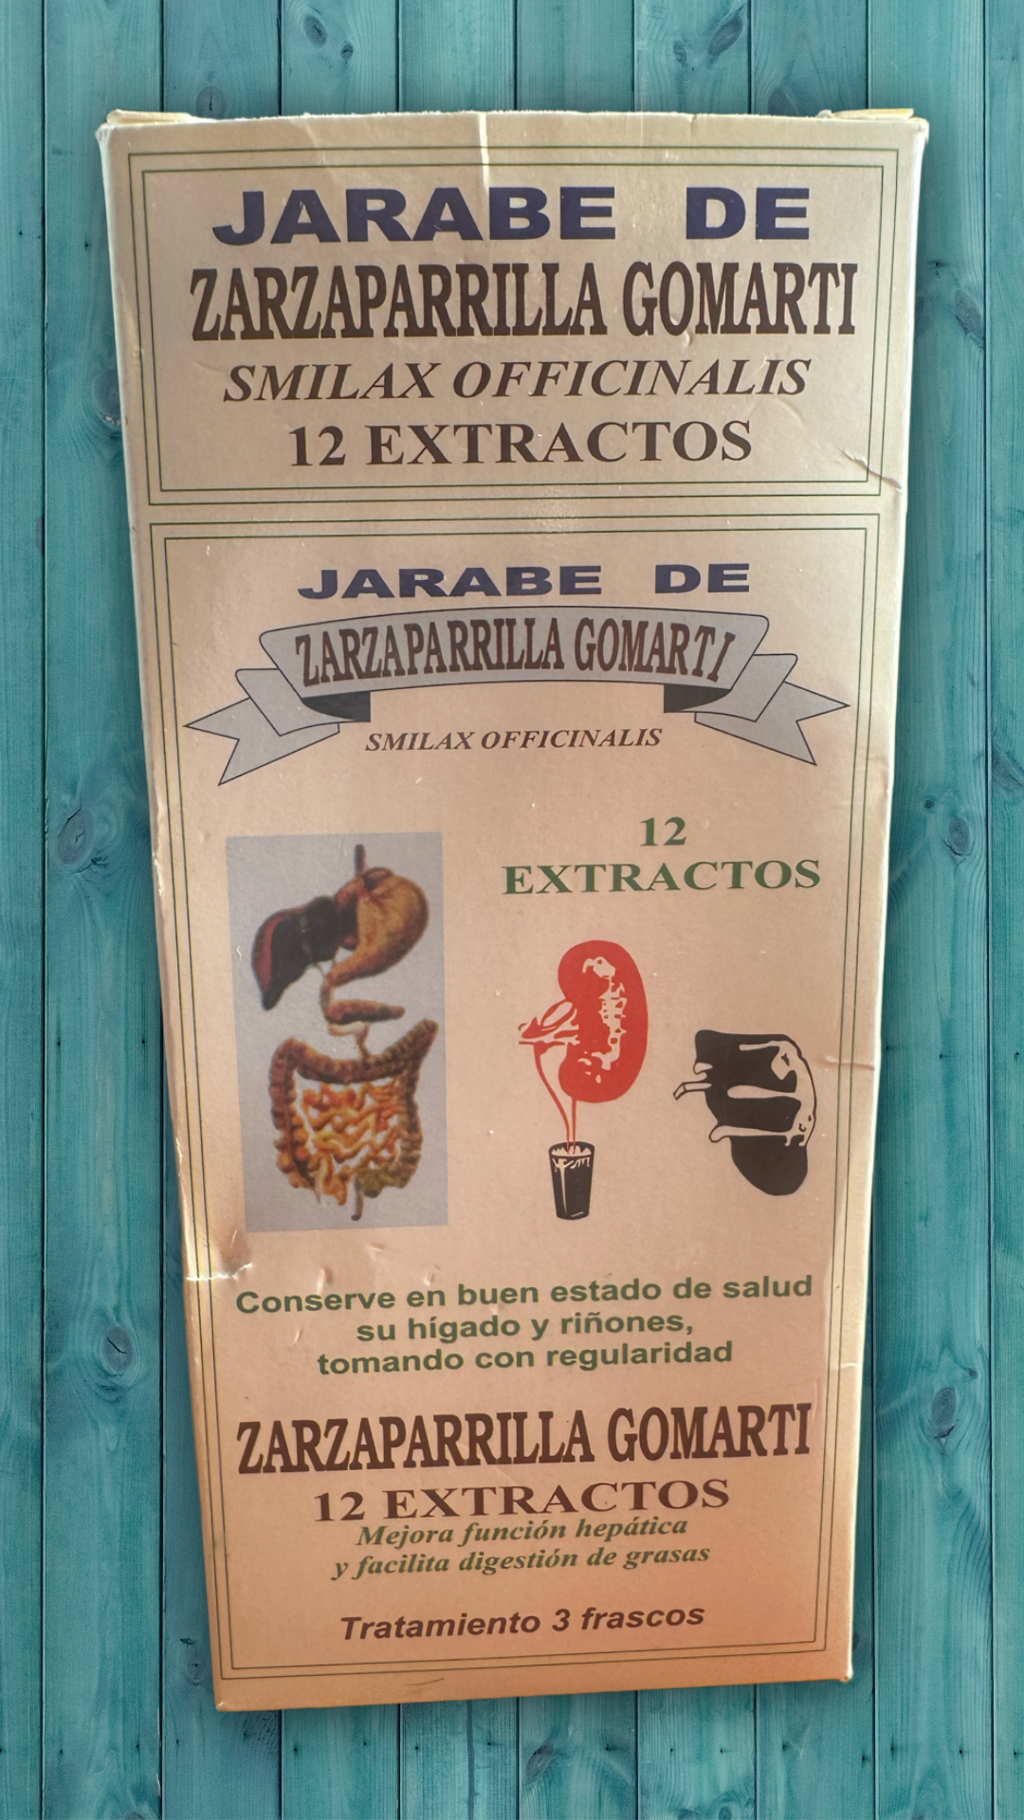 JARABE DE
ZARZAPARRILLA GOMARTI
SMILAX OFFICINALIS
12 EXTRACTOS
JARABE DE
ZARZAPARRILLA GOMARTI
SMILAX OFFICINALIS
12
EXTRACTOS
Conserve en buen estado de salud
su hígado y riñones,
tomando con regularidad
ZARZAPARRILLA GOMARTI
12 EXTRACTOS
Mejora función hepática
y facilita digestión de grasas
Tratamiento 3 frascos